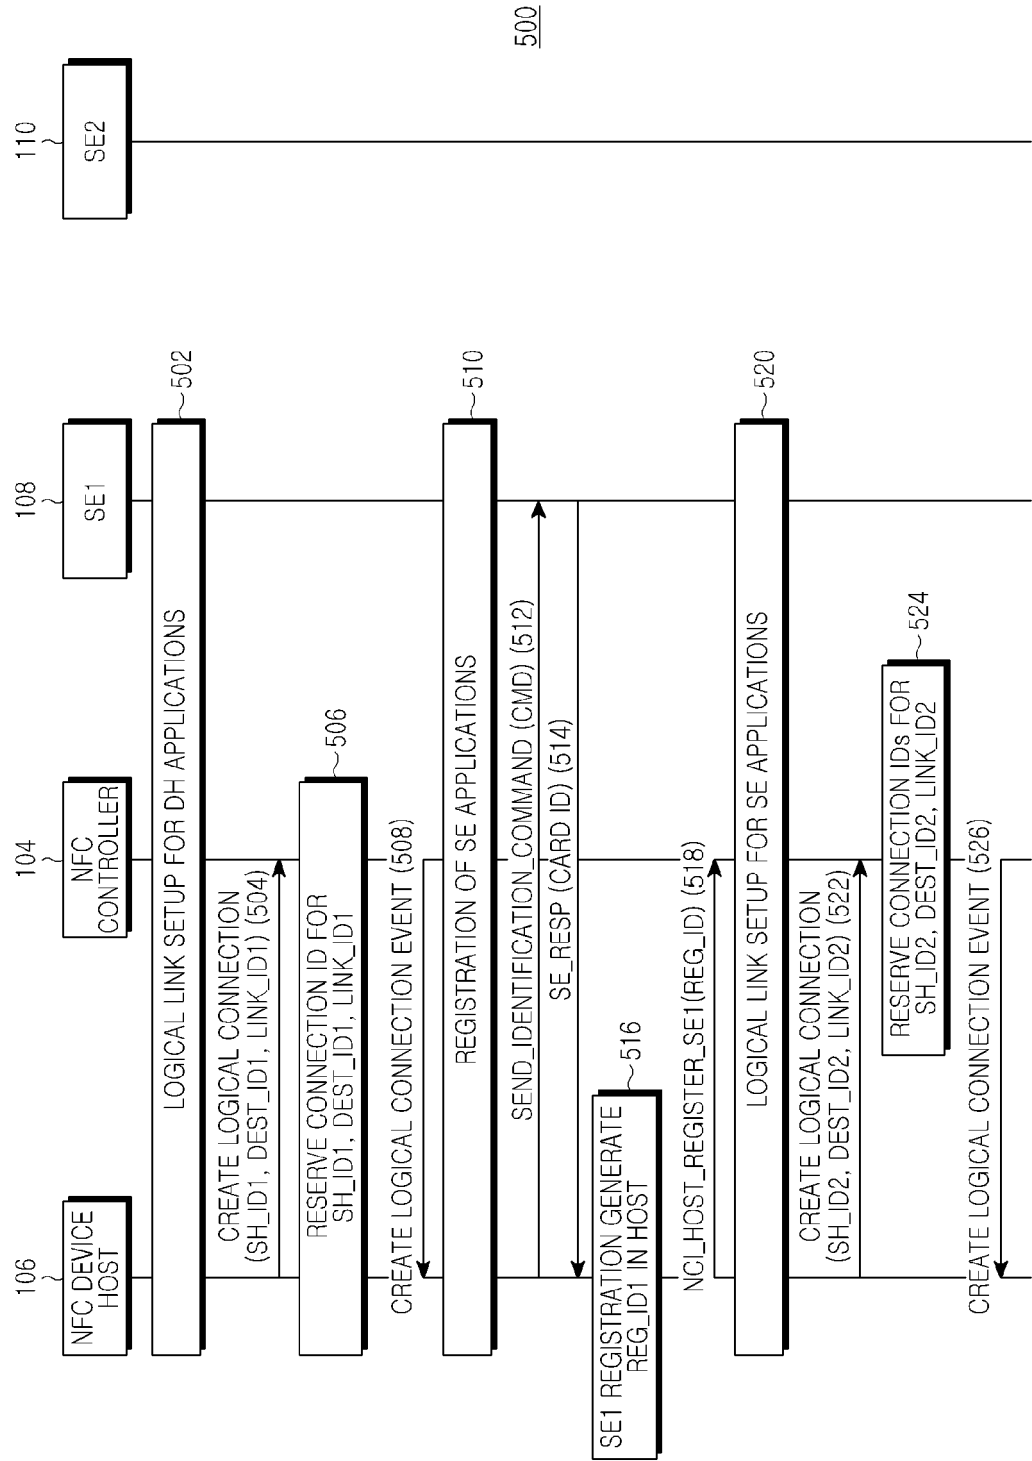 500
106
104
108
110
NFC DEVICE
HOST
NFC
CONTROLLER
SE1
SE2
LOGICAL LINK SETUP FOR DH APPLICATIONS
502
CREATE LOGICAL CONNECTION
(SH_ID1, DEST_ID1, LINK_ID1) (504)
RESERVE CONNECTION ID FOR
SH_ID1, DEST_ID1, LINK_ID1
506
CREATE LOGICAL CONNECTION EVENT (508)
REGISTRATION OF SE APPLICATIONS
510
SEND_IDENTIFICATION_COMMAND (CMD) (512)
SE_RESP (CARD ID) (514)
SE1 REGISTRATION GENERATE
REG_ID1 IN HOST
516
NCI_HOST_REGISTER_SE1(REG_ID) (518)
LOGICAL LINK SETUP FOR SE APPLICATIONS
520
CREATE LOGICAL CONNECTION
(SH_ID2, DEST_ID2, LINK_ID2) (522)
RESERVE CONNECTION IDs FOR
SH_ID2, DEST_ID2, LINK_ID2
524
CREATE LOGICAL CONNECTION EVENT (526)